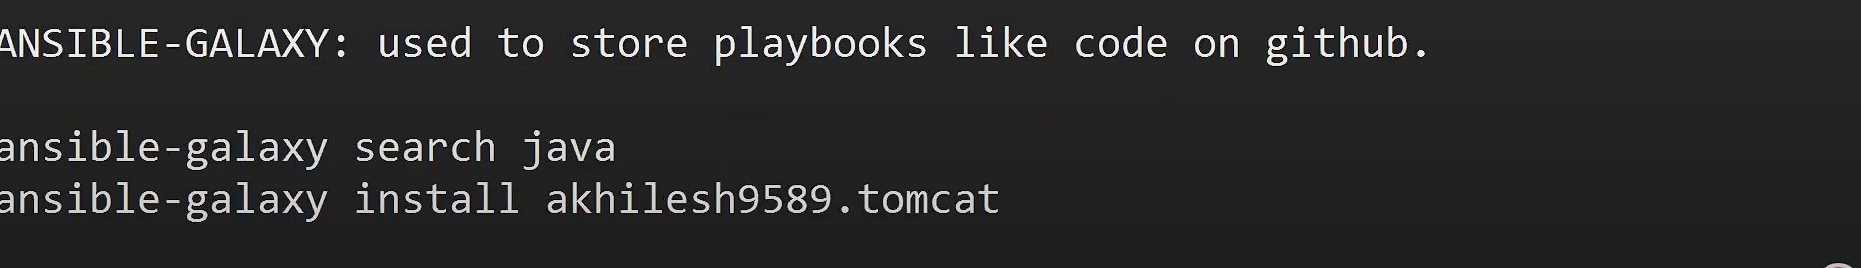 ANSIBLE-GALAXY: used to store playbooks like code on github.
ansible-galaxy search java
ansible-galaxy install akhilesh9589.tomcat